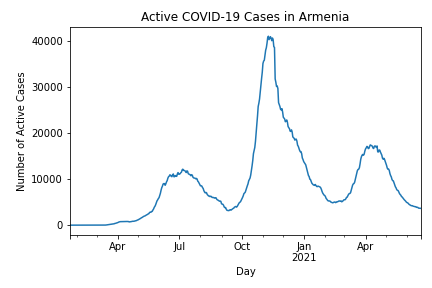 Active COVID-19 Cases in Armenia
40000
30000
20000
10000
0
Number of Active Cases
Apr Jul Oct Jan Apr
2021
Day